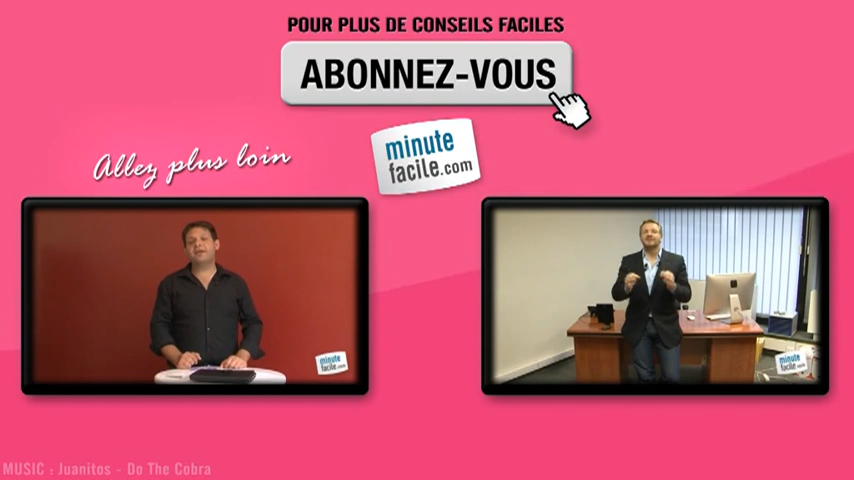 POUR PLUS DE CONSEILS FACILES
ABONNEZ-VOUS
minute
facile.com
Allez plus loin
minute
facile.com
minute
facile.com
MUSIC : Juanitos - Do The Cobra